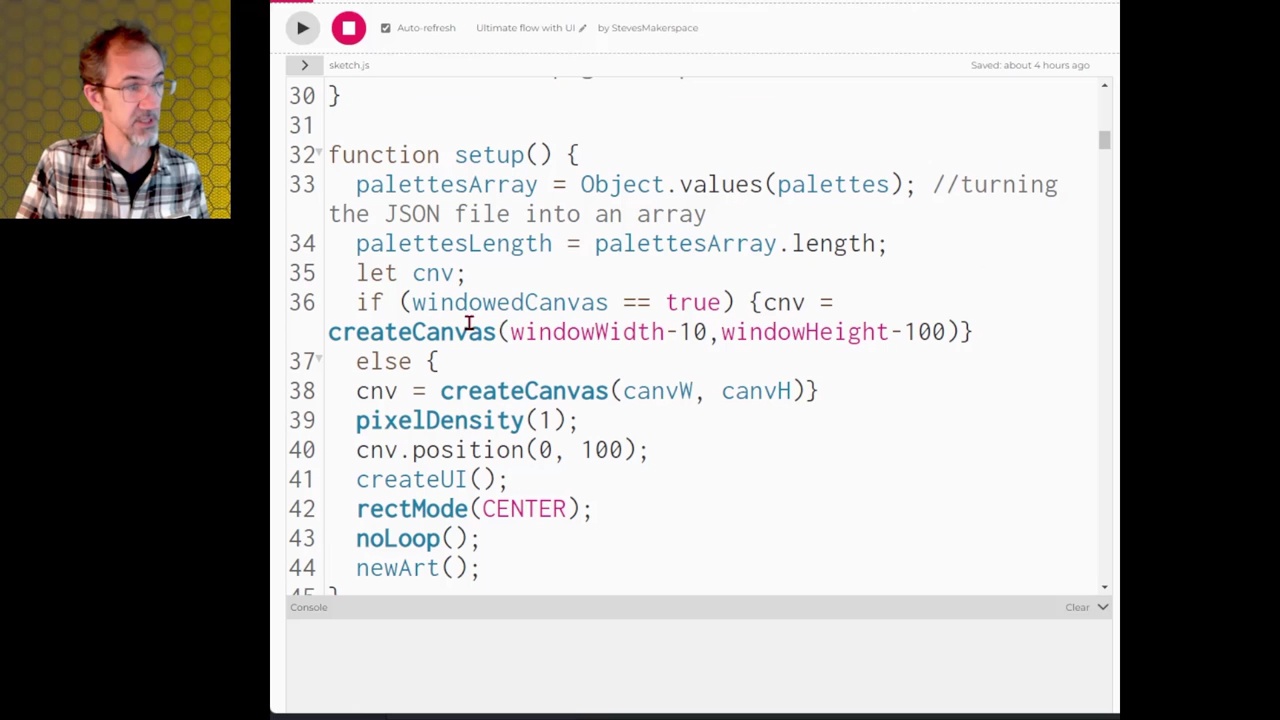 Auto-refresh
Ultimate flow with UI
by StevesMakerspace
sketch.js
Saved: about 4 hours ago
30 }
31
32 function setup() {
33 palettesArray = Object.values(palettes); //turning
the JSON file into an array
34 palettesLength = palettesArray.length;
35 let cnv;
36 if (windowedCanvas == true) {cnv =
createCanvas(windowWidth-10,windowHeight-100)}
37 else {
38 cnv = createCanvas(canvW, canvH)}
39 pixelDensity(1);
40 cnv.position(0, 100);
41 createUI();
42 rectMode(CENTER);
43 noLoop();
44 newArt();
Console
Clear